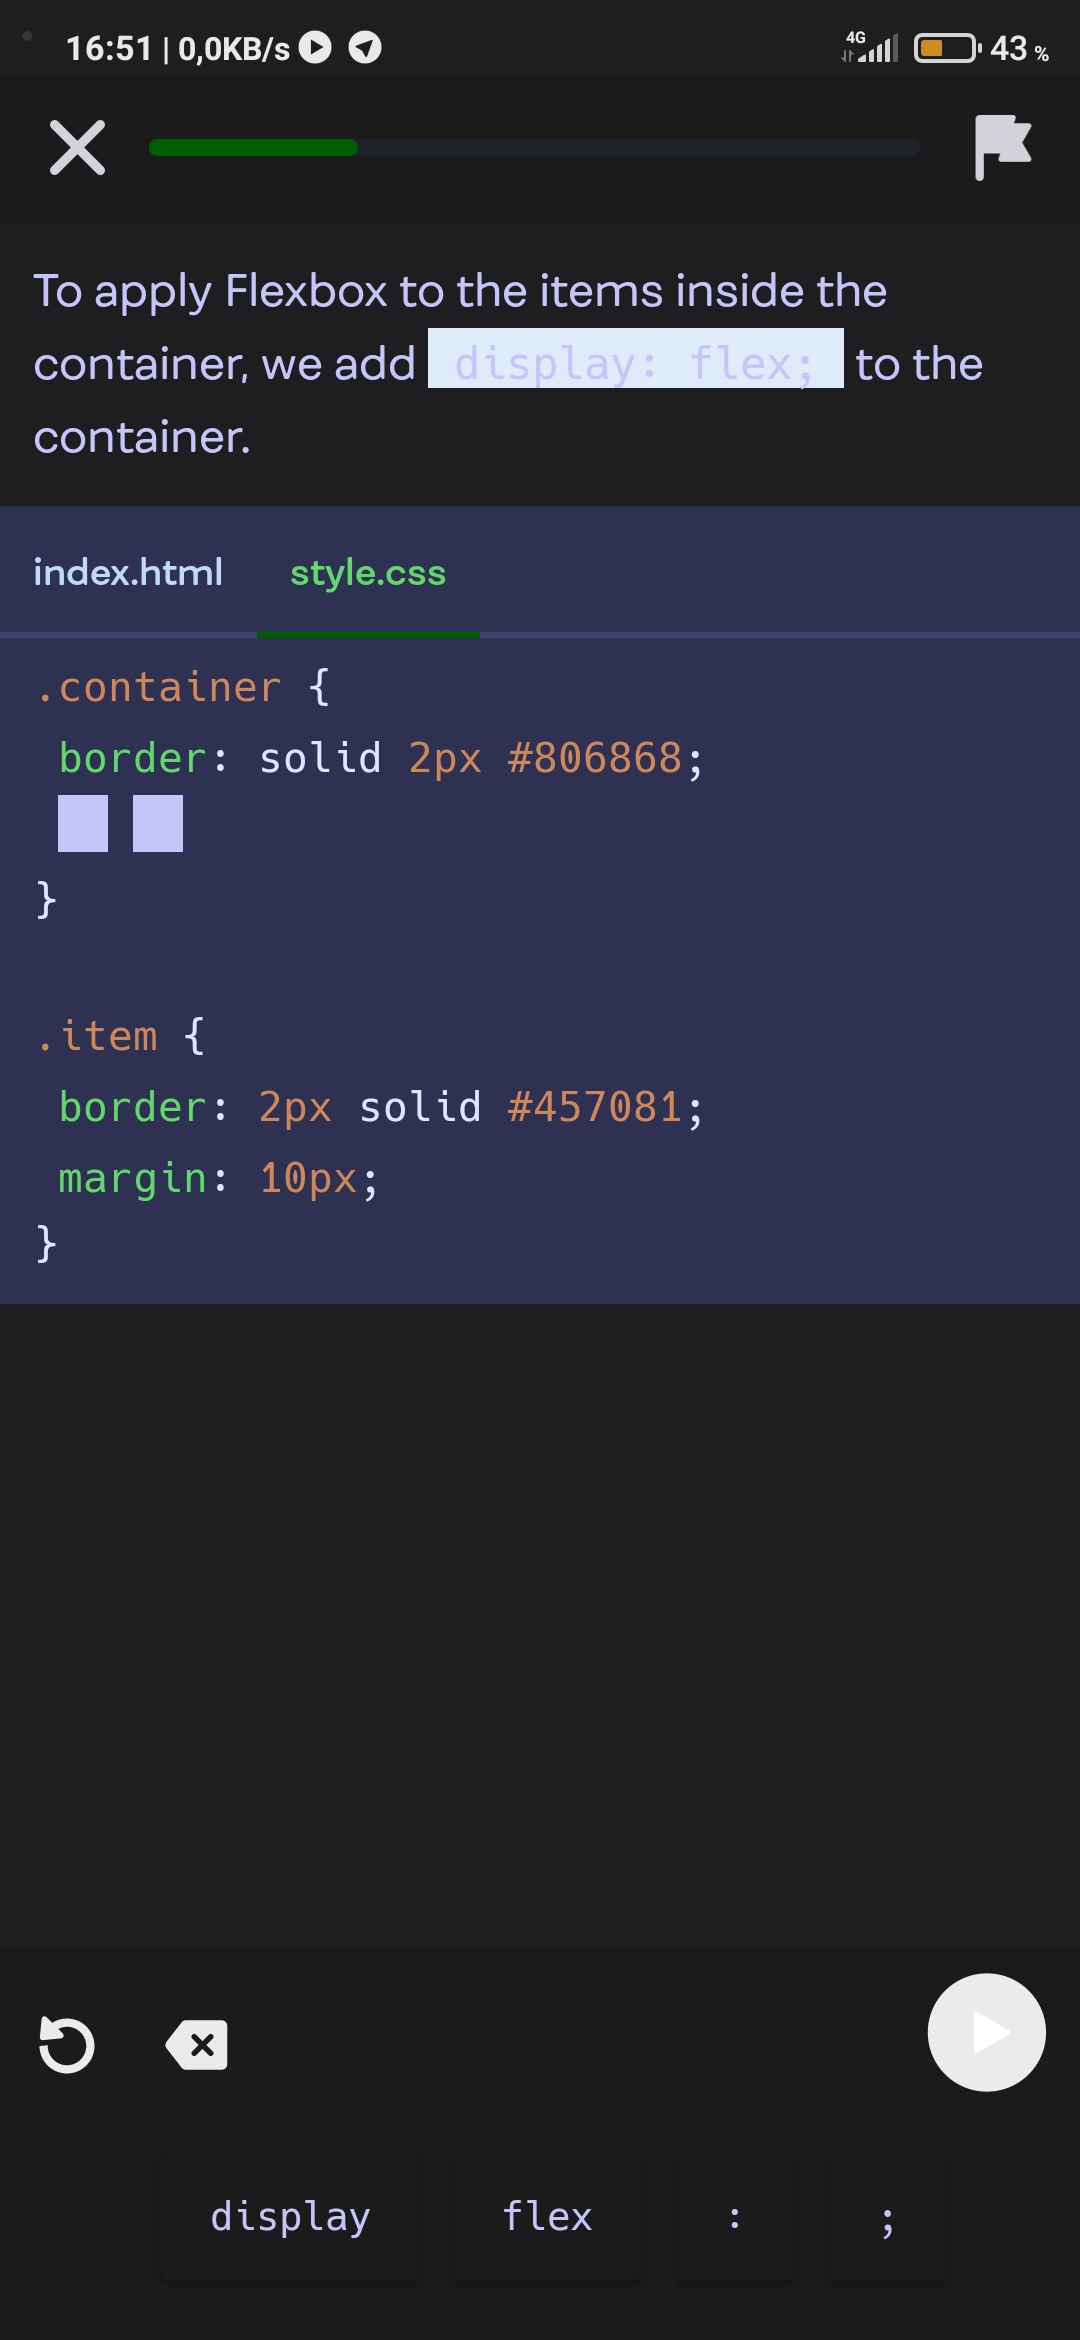 16:51 | 0,0KB/s 4G 43 %
To apply Flexbox to the items inside the
container, we add display: flex; to the
container.
index.html style.css
.container {
border: solid 2px #806868;
}
.item {
border: 2px solid #457081;
margin: 10px;
}
display flex : ;